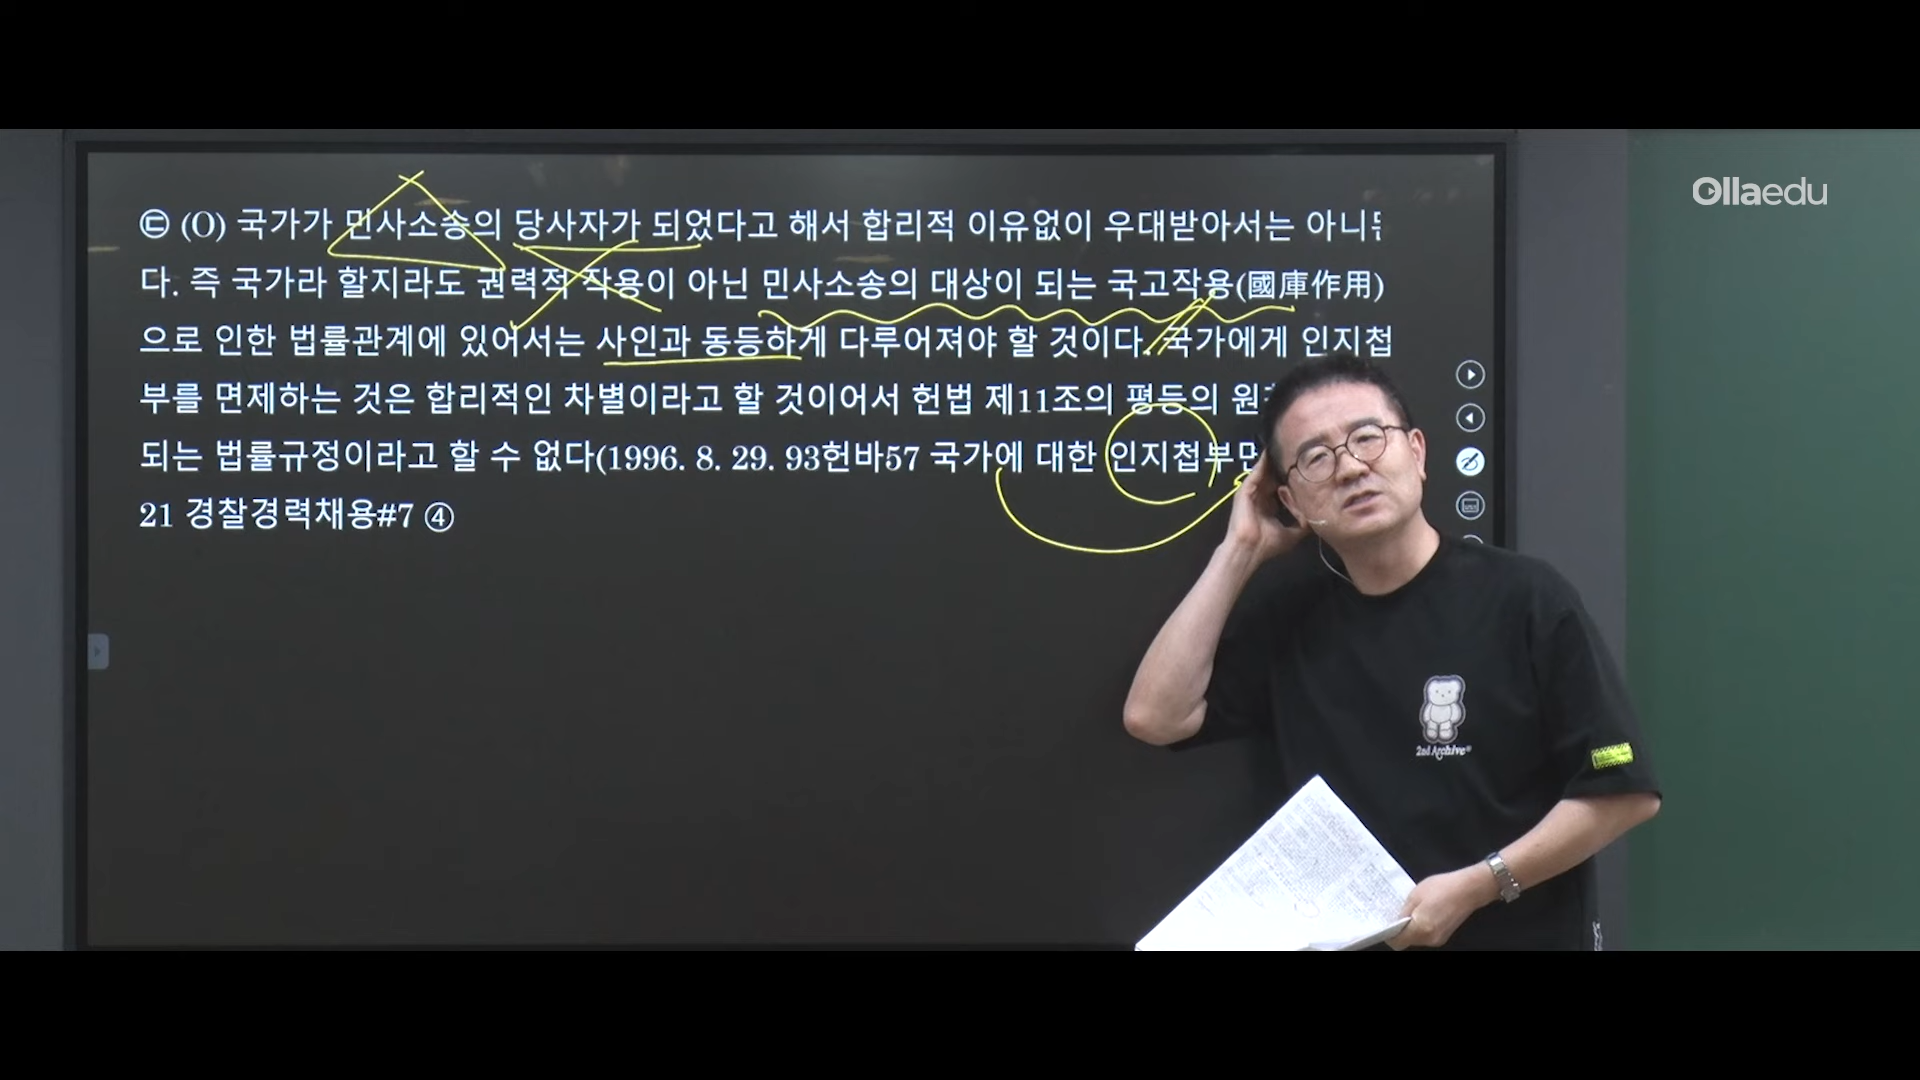 Ollaedu
㉢ (O) 국가가 민사소송의 당사자가 되었다고 해서 합리적 이유없이 우대받아서는 아니
다. 즉 국가라 할지라도 권력적 작용이 아닌 민사소송의 대상이 되는 국고작용(國庫作用)
으로 인한 법률관계에 있어서는 사인과 동등하게 다루어져야 할 것이다. 국가에게 인지첩
부를 면제하는 것은 합리적인 차별이라고 할 것이어서 헌법 제11조의 평등의 원
되는 법률규정이라고 할 수 없다(1996. 8. 29. 93헌바57 국가에 대한 인지첩부
21 경찰경력채용#7 ④
2nd Archive